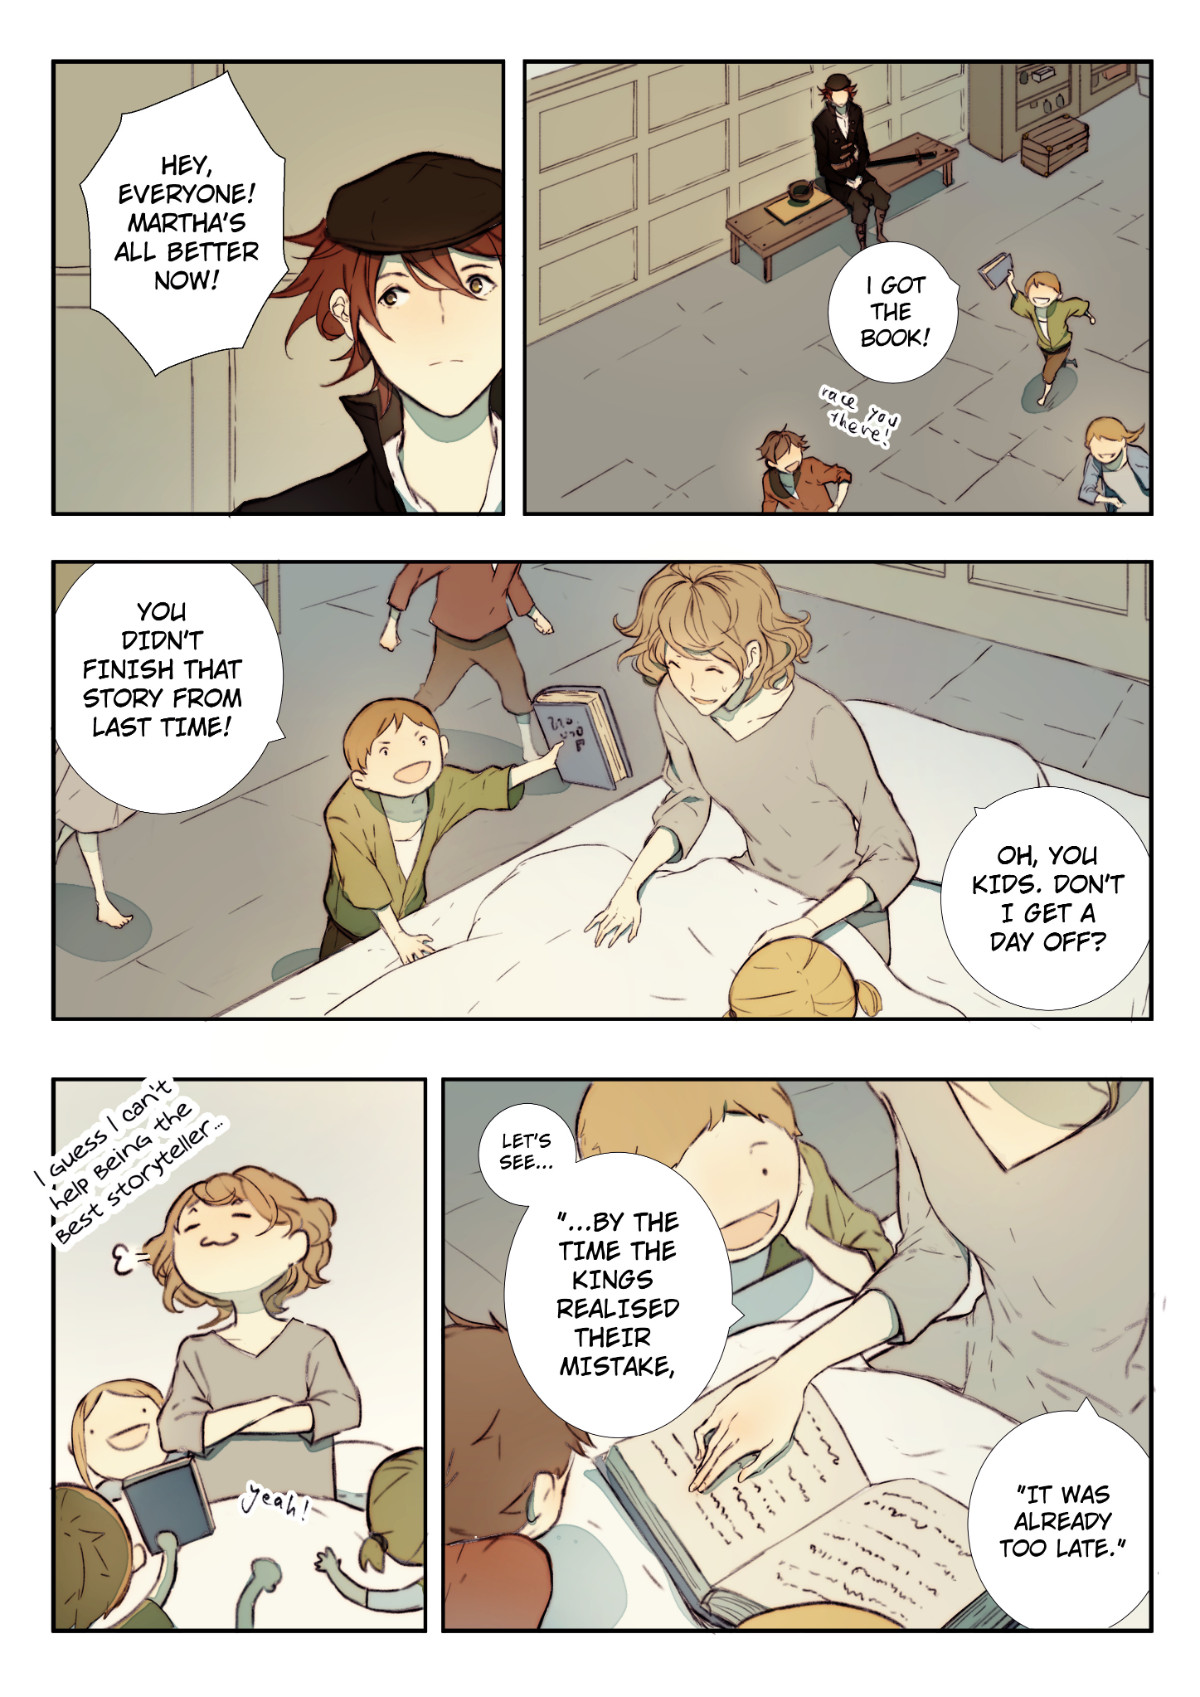 HEY,
EVERYONE!
MARTHA'S
ALL BETTER
NOW!
I GOT
THE
BOOK!
race you
there!
YOU
DIDN'T
FINISH THAT
STORY FROM
LAST TIME!
OH, YOU
KIDS. DON'T
I GET A
DAY OFF?
I GUESS I CAN'T
HELP BEING THE
BEST STORYTELLER...
yeah!
LET'S
SEE...
"...BY THE
TIME THE
KINGS
REALISED
THEIR
MISTAKE,
"IT WAS
ALREADY
TOO LATE."